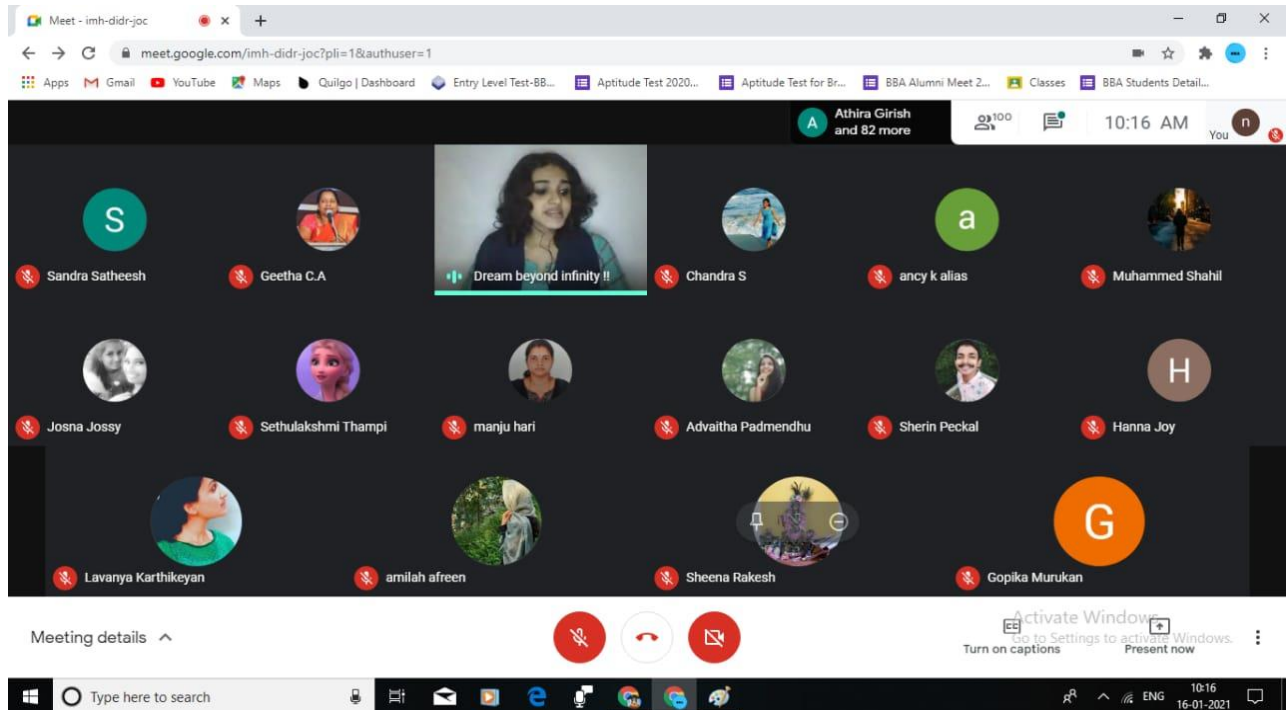 Meet - imh-didr-joc
meet.google.com/imh-didr-joc?pli=1&authuser=1
Apps Gmail YouTube Maps Quilgo | Dashboard Entry Level Test-BB... Aptitude Test 2020... Aptitude Test for Br... BBA Alumni Meet 2... Classes BBA Students Detail...
A Athira Girish
and 82 more
100 10:16 AM You n
S a
Sandra Satheesh Geetha C.A Dream beyond infinity !! Chandra S ancy k alias Muhammed Shahil
H
Josna Jossy Sethulakshmi Thampi manju hari Advaitha Padmendhu Sherin Peckal Hanna Joy
G
Lavanya Karthikeyan amilah afreen Sheena Rakesh Gopika Murukan
Activate Windows
Meeting details CC Go to Settings to activate Windows.
Turn on captions Present now
Type here to search ENG 10:16
16-01-2021